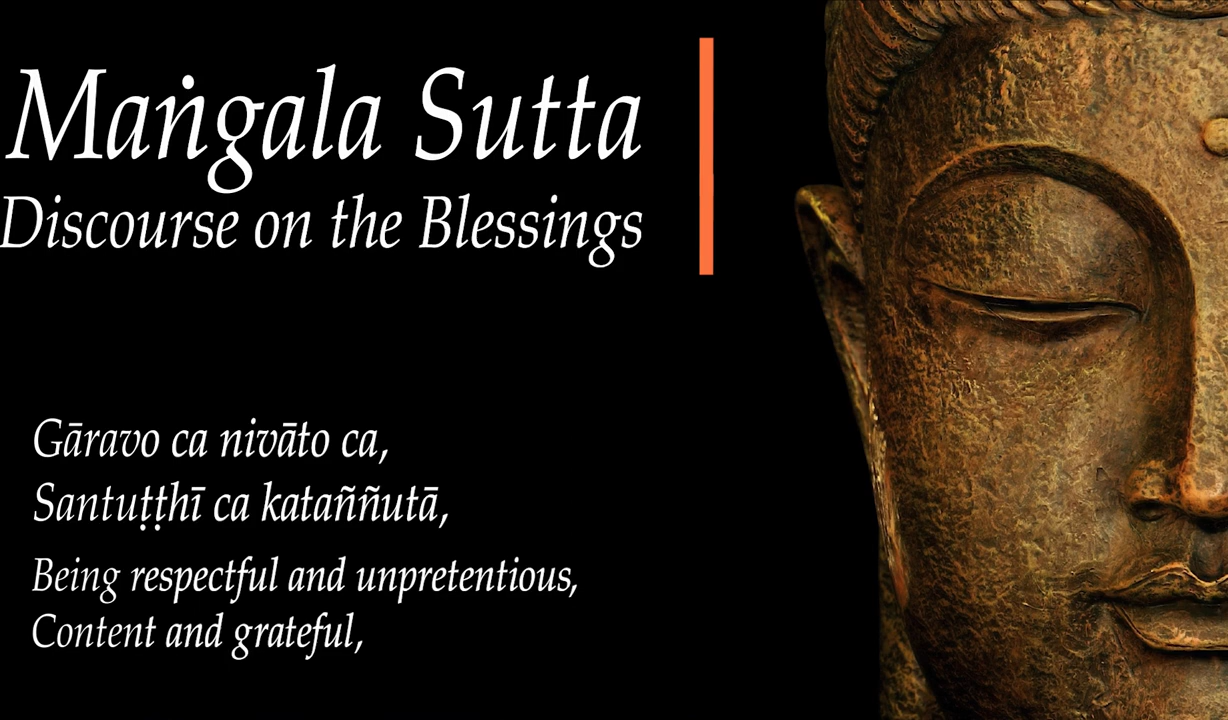 Maṅgala Sutta
Discourse on the Blessings
Gāravo ca nivāto ca,
Santuṭṭhī ca kataññutā,
Being respectful and unpretentious,
Content and grateful,